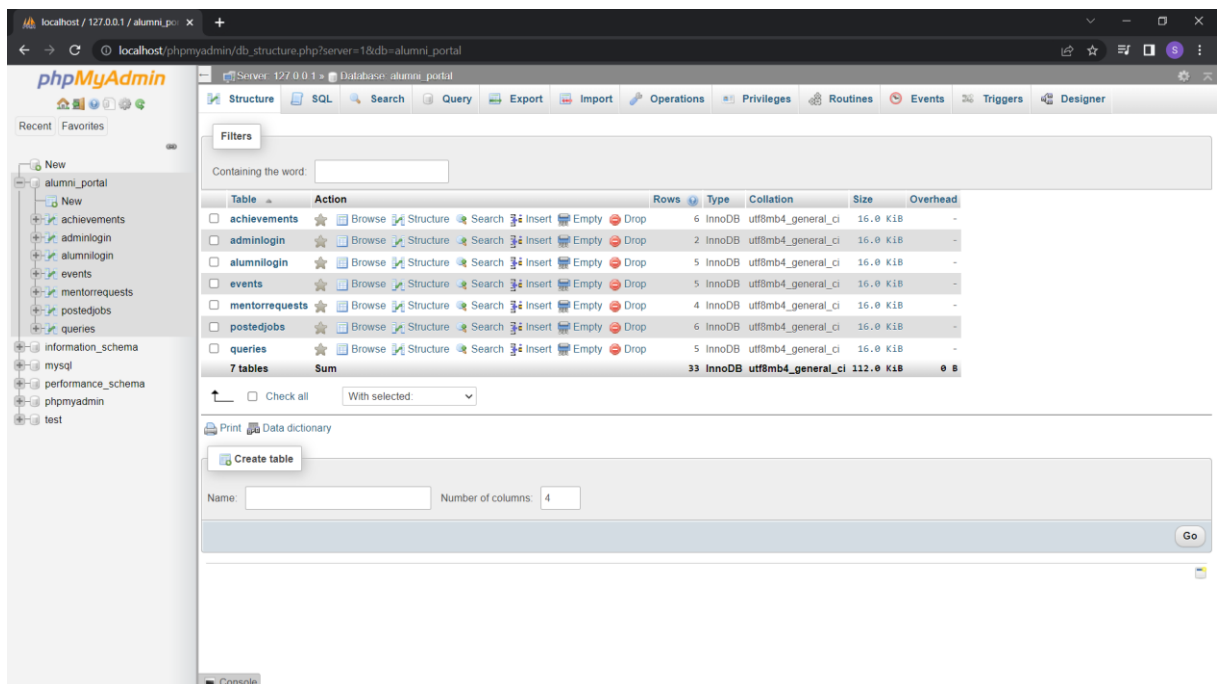 localhost / 127.0.0.1 / alumni_por
localhost/phpmyadmin/db_structure.php?server=1&db=alumni_portal
S
phpMyAdmin
Recent Favorites
New
alumni_portal
New
achievements
adminlogin
alumnilogin
events
mentorrequests
postedjobs
queries
information_schema
mysql
performance_schema
phpmyadmin
test
Server: 127.0.0.1 » Database: alumni_portal
Structure SQL Search Query Export Import Operations Privileges Routines Events Triggers Designer
Filters
Containing the word:
Table Action Rows Type Collation Size Overhead
achievements Browse Structure Search Insert Empty Drop 6 InnoDB utf8mb4_general_ci 16.0 KiB -
adminlogin Browse Structure Search Insert Empty Drop 2 InnoDB utf8mb4_general_ci 16.0 KiB -
alumnilogin Browse Structure Search Insert Empty Drop 5 InnoDB utf8mb4_general_ci 16.0 KiB -
events Browse Structure Search Insert Empty Drop 5 InnoDB utf8mb4_general_ci 16.0 KiB -
mentorrequests Browse Structure Search Insert Empty Drop 4 InnoDB utf8mb4_general_ci 16.0 KiB -
postedjobs Browse Structure Search Insert Empty Drop 6 InnoDB utf8mb4_general_ci 16.0 KiB -
queries Browse Structure Search Insert Empty Drop 5 InnoDB utf8mb4_general_ci 16.0 KiB -
7 tables Sum 33 InnoDB utf8mb4_general_ci 112.0 KiB 0 B
Check all With selected:
Print Data dictionary
Create table
Name: Number of columns: 4
Go
Console